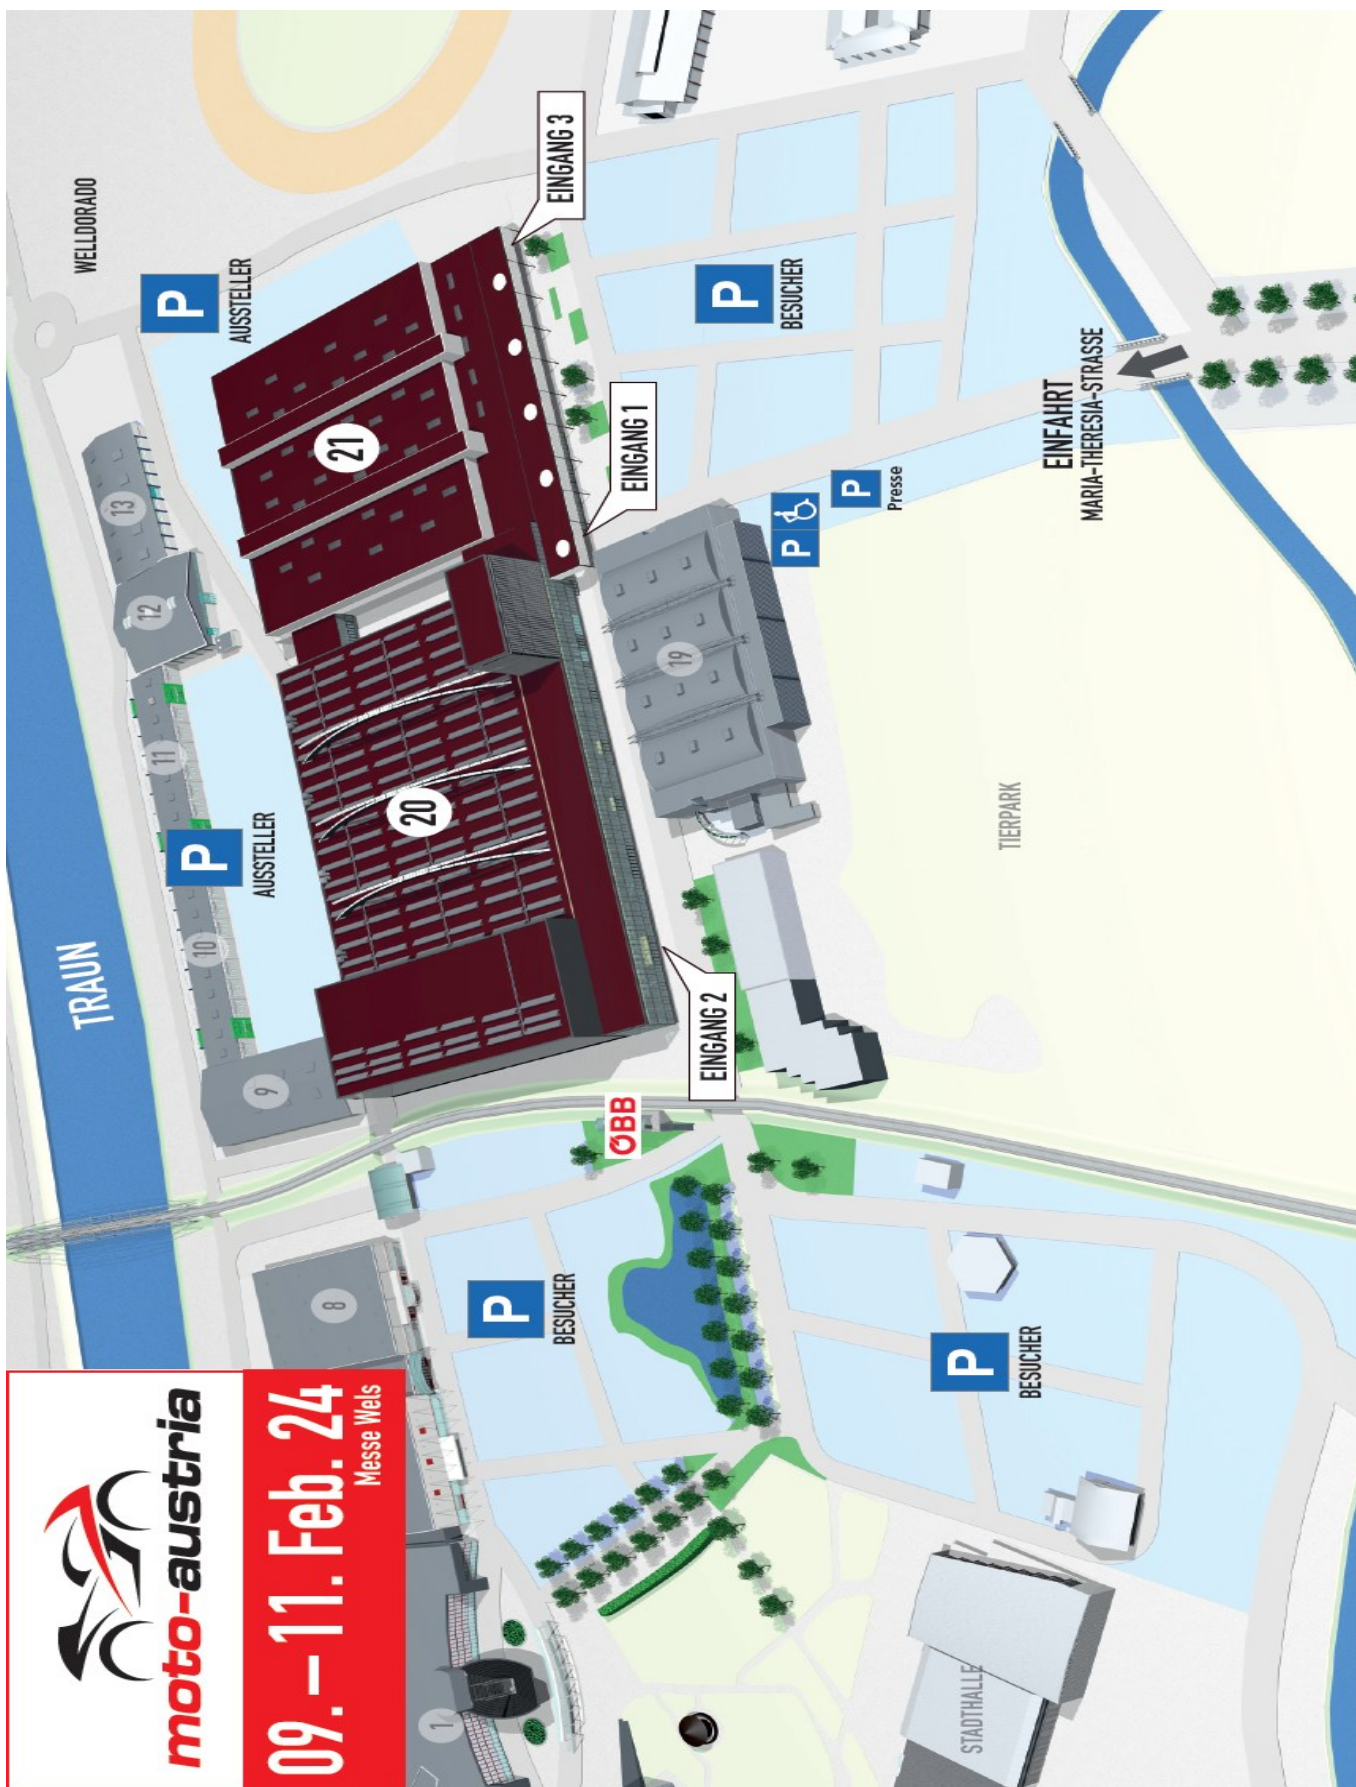 moto-austria
09. – 11. Feb. 24
Messe Wels
TRAUN
WELLDORADO
P
AUSSTELLER
P
AUSSTELLER
13
12
11
10
9
8
1
21
20
19
EINGANG 3
EINGANG 1
EINGANG 2
ÖBB
P
BESUCHER
P
BESUCHER
P
BESUCHER
P
P
Presse
EINFAHRT
MARIA-THERESIA-STRASSE
TIERPARK
STADTHALLE